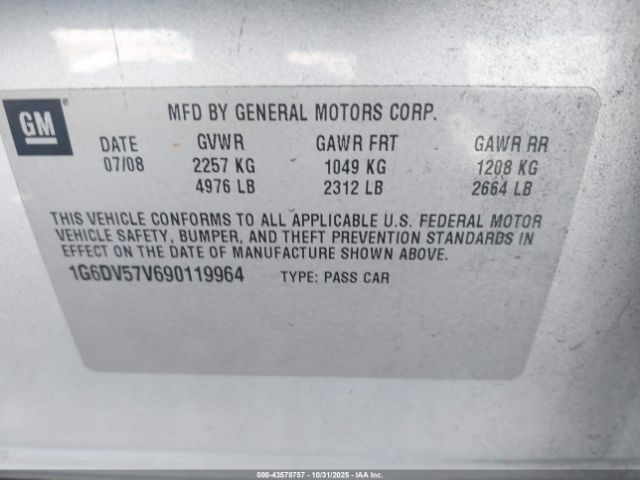 GM®
MFD BY GENERAL MOTORS CORP.
DATE GVWR GAWR FRT GAWR RR
07/08 2257 KG 1049 KG 1208 KG
4976 LB 2312 LB 2664 LB
THIS VEHICLE CONFORMS TO ALL APPLICABLE U.S. FEDERAL MOTOR
VEHICLE SAFETY, BUMPER, AND THEFT PREVENTION STANDARDS IN
EFFECT ON THE DATE OF MANUFACTURE SHOWN ABOVE.
1G6DV57V690119964 TYPE: PASS CAR
000-43578757 - 10/31/2025 - IAAI.COM